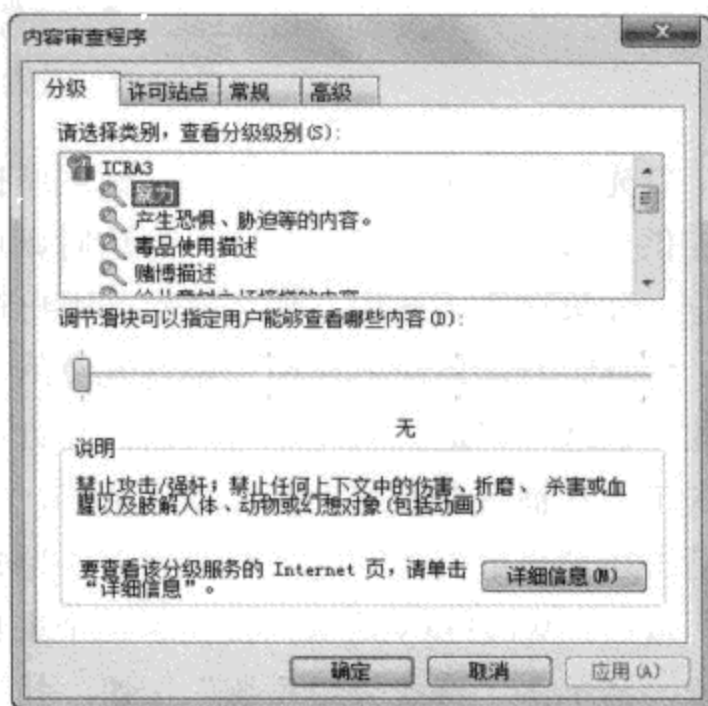 内容审查程序
分级 许可站点 常规 高级
请选择类别，查看分级级别(S)：
ICRA3
暴力
产生恐惧、胁迫等的内容。
毒品使用描述
赌博描述
调节滑块可以指定用户能够查看哪些内容(D)：
无
说明
禁止攻击/强奸；禁止任何上下文中的伤害、折磨、 杀害或血
腥以及肢解人体、动物或幻想对象(包括动画)
要查看该分级服务的 Internet 页，请单击
“详细信息”。
详细信息(M)
确定 取消 应用(A)